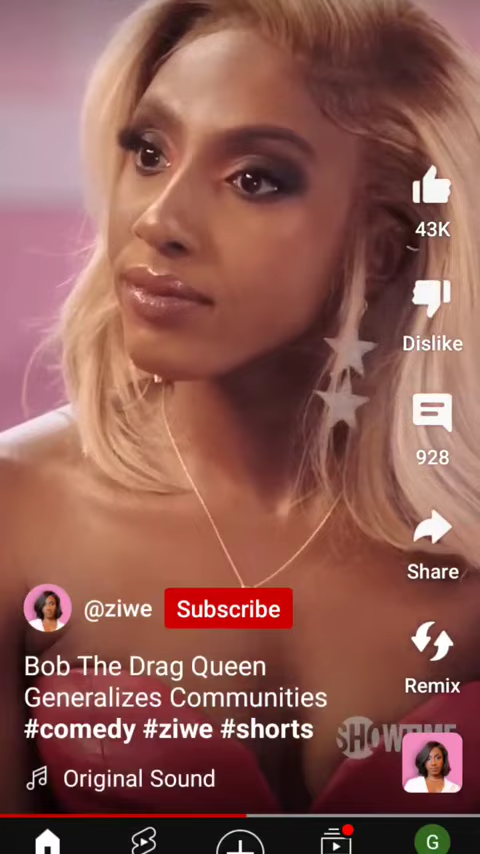 43K
Dislike
928
Share
@ziwe
Subscribe
Bob The Drag Queen
Generalizes Communities
#comedy #ziwe #shorts
Remix
SHOWTIME
Original Sound
G